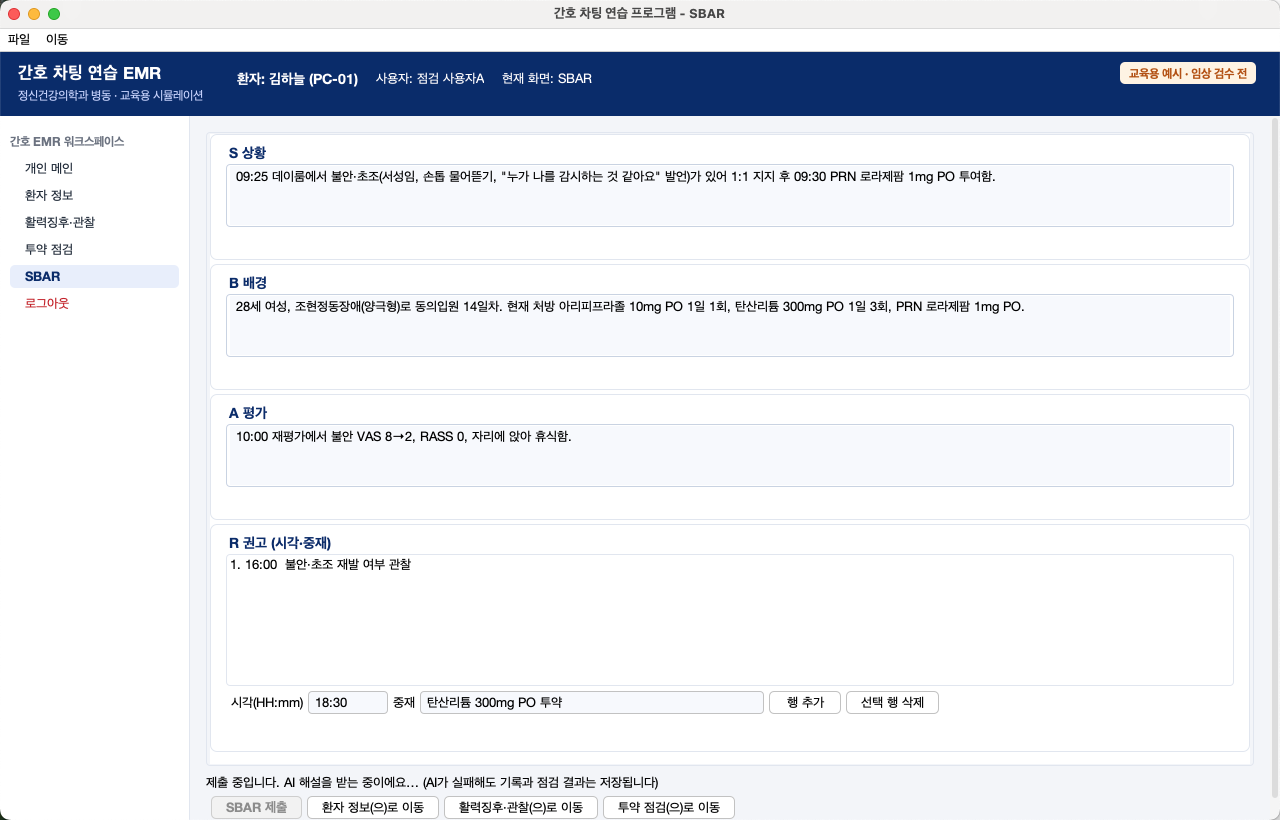 간호 차팅 연습 프로그램 - SBAR
파일 이동
간호 차팅 연습 EMR
정신건강의학과 병동 · 교육용 시뮬레이션
환자: 김하늘 (PC-01) 사용자: 점검 사용자A 현재 화면: SBAR
교육용 예시 · 임상 검수 전
간호 EMR 워크스페이스
개인 메인
환자 정보
활력징후·관찰
투약 점검
SBAR
로그아웃
S 상황
09:25 데이룸에서 불안·초조(서성임, 손톱 물어뜯기, "누가 나를 감시하는 것 같아요" 발언)가 있어 1:1 지지 후 09:30 PRN 로라제팜 1mg PO 투여함.
B 배경
28세 여성, 조현정동장애(양극형)로 동의입원 14일차. 현재 처방 아리피프라졸 10mg PO 1일 1회, 탄산리튬 300mg PO 1일 3회, PRN 로라제팜 1mg PO.
A 평가
10:00 재평가에서 불안 VAS 8→2, RASS 0, 자리에 앉아 휴식함.
R 권고 (시각·중재)
1. 16:00 불안·초조 재발 여부 관찰
시각(HH:mm) 18:30 중재 탄산리튬 300mg PO 투약 행 추가 선택 행 삭제
제출 중입니다. AI 해설을 받는 중이에요… (AI가 실패해도 기록과 점검 결과는 저장됩니다)
SBAR 제출 환자 정보(으)로 이동 활력징후·관찰(으)로 이동 투약 점검(으)로 이동